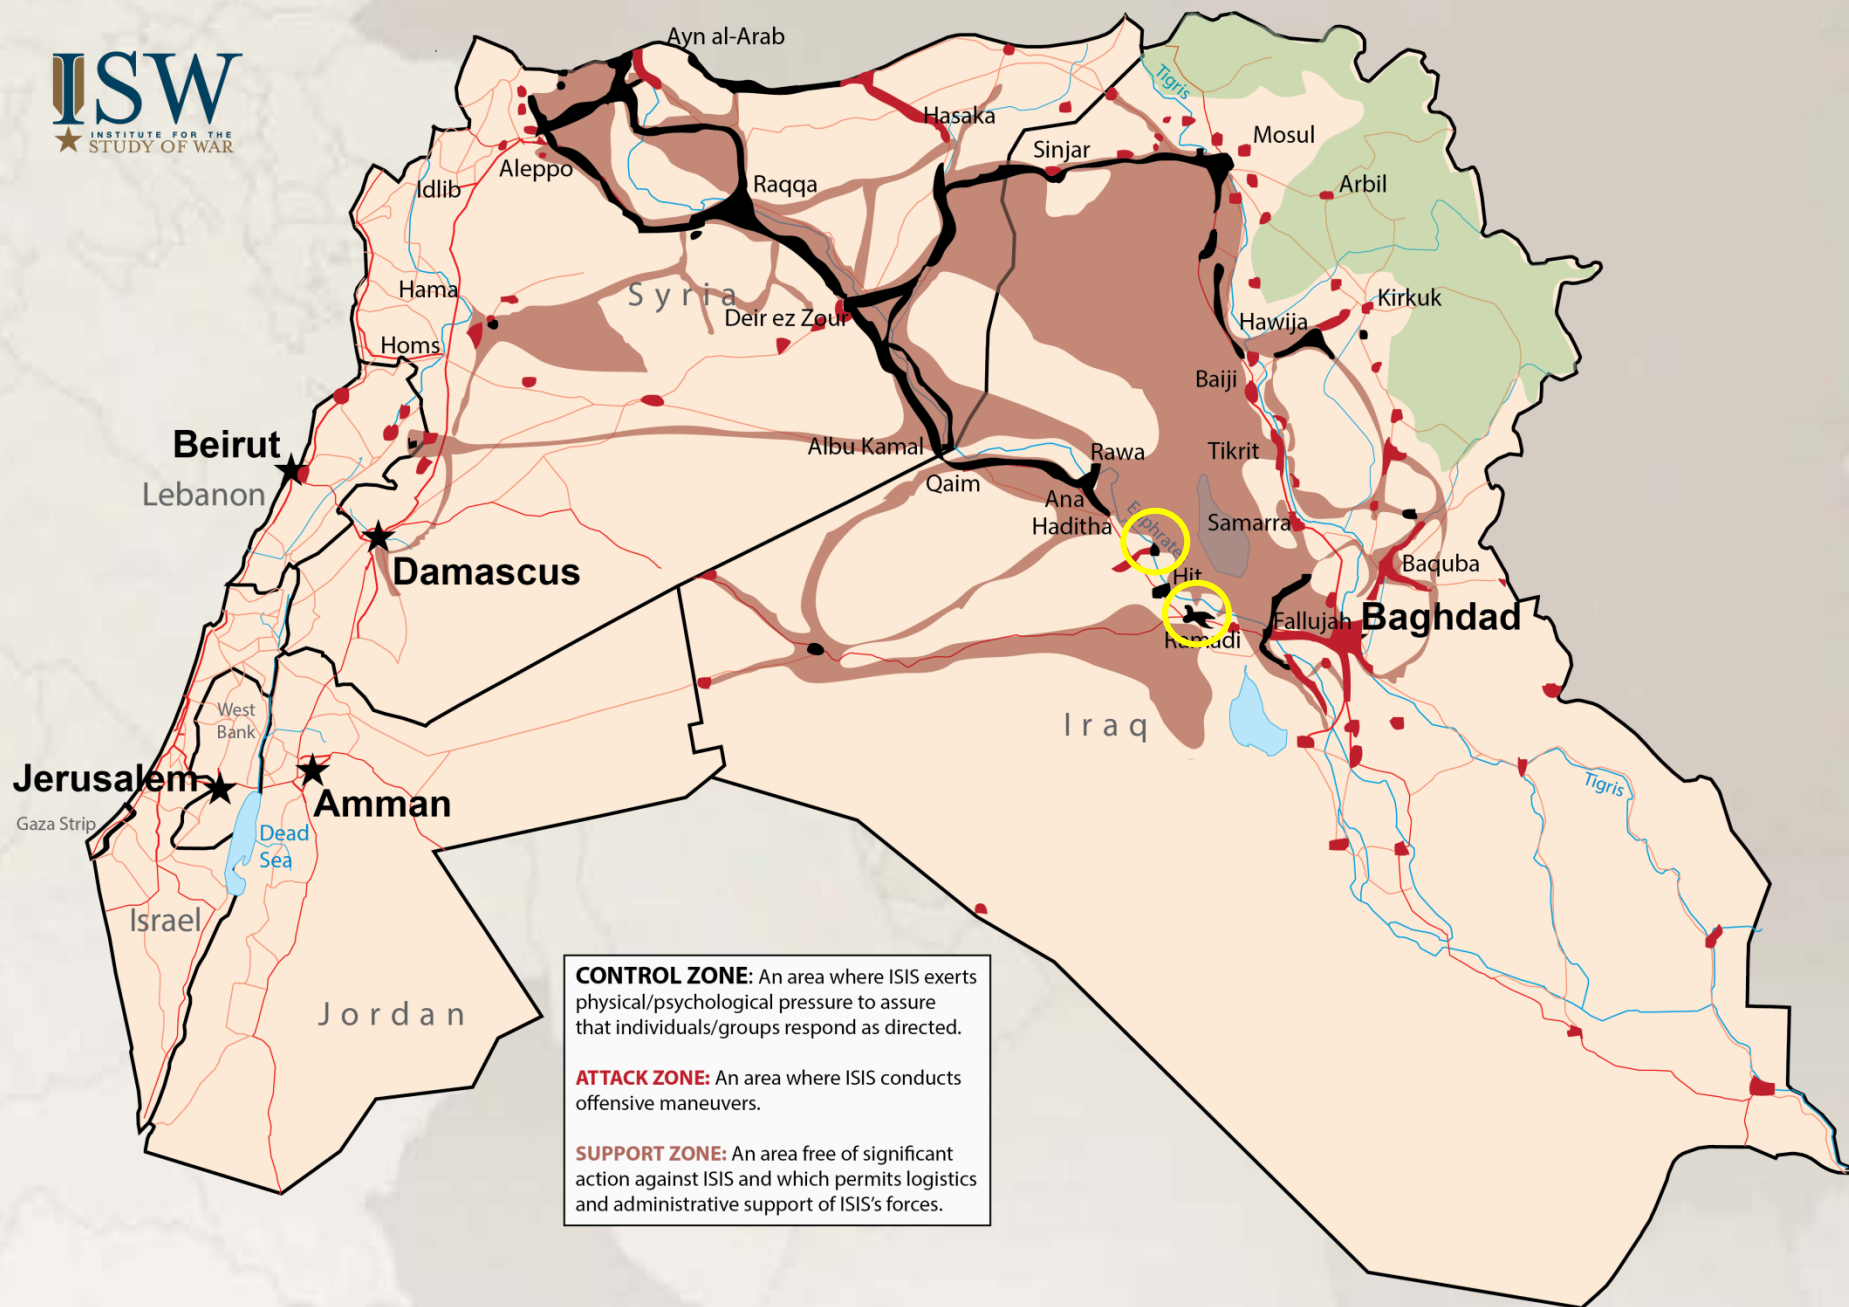 ISW
INSTITUTE FOR THE
STUDY OF WAR
Ayn al-Arab
Tigris
Hasaka
Mosul
Sinjar
Aleppo
Idlib
Raqqa
Arbil
Hama
Syria
Kirkuk
Deir ez Zour
Hawija
Homs
Baiji
Beirut
Albu Kamal
Rawa
Tikrit
Lebanon
Qaim
Ana
Euphrates
Haditha
Samarra
Damascus
Hit
Baquba
Fallujah
Baghdad
Ramadi
West
Bank
Iraq
Jerusalem
Tigris
Amman
Gaza Strip
Dead
Sea
Israel
Jordan
CONTROL ZONE: An area where ISIS exerts
physical/psychological pressure to assure
that individuals/groups respond as directed.
ATTACK ZONE: An area where ISIS conducts
offensive maneuvers.
SUPPORT ZONE: An area free of significant
action against ISIS and which permits logistics
and administrative support of ISIS's forces.